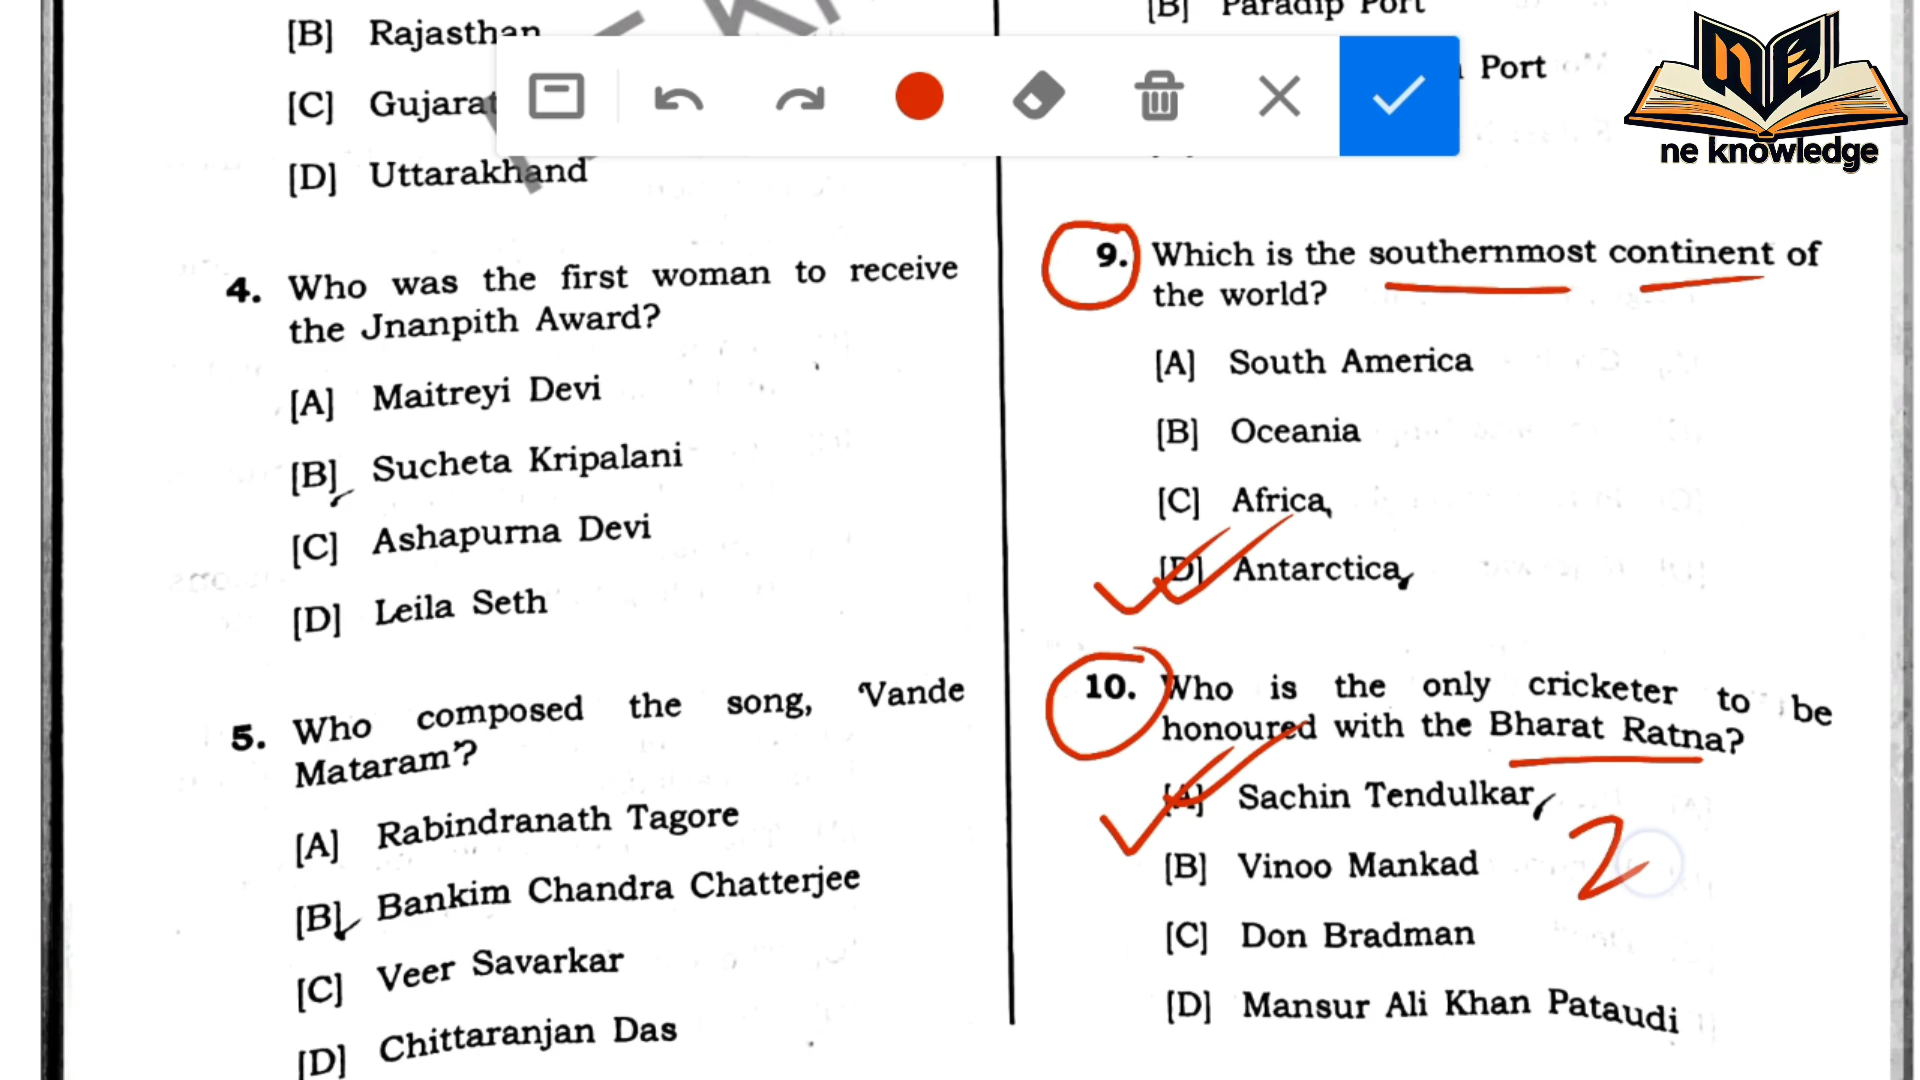 [B] Rajasthan
[C] Gujarat
[D] Uttarakhand
4. Who was the first woman to receive
the Jnanpith Award?
[A] Maitreyi Devi
[B] Sucheta Kripalani
[C] Ashapurna Devi
[D] Leila Seth
5. Who composed the song, 'Vande
Mataram'?
[A] Rabindranath Tagore
[B] Bankim Chandra Chatterjee
[C] Veer Savarkar
[D] Chittaranjan Das
[B] Paradip Port
Port
9. Which is the southernmost continent of
the world?
[A] South America
[B] Oceania
[C] Africa
[D] Antarctica
10. Who is the only cricketer to be
honoured with the Bharat Ratna?
[A] Sachin Tendulkar
2
[B] Vinoo Mankad
[C] Don Bradman
[D] Mansur Ali Khan Pataudi
ne knowledge